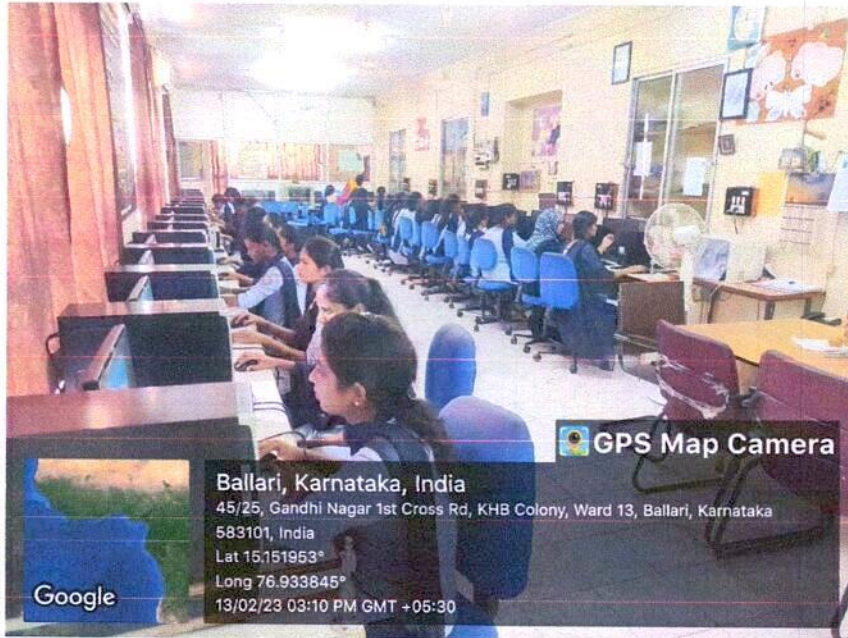 GPS Map Camera
Ballari, Karnataka, India
45/25, Gandhi Nagar 1st Cross Rd, KHB Colony, Ward 13, Ballari, Karnataka
583101, India
Lat 15.151953°
Long 76.933845°
13/02/23 03:10 PM GMT +05:30
Google